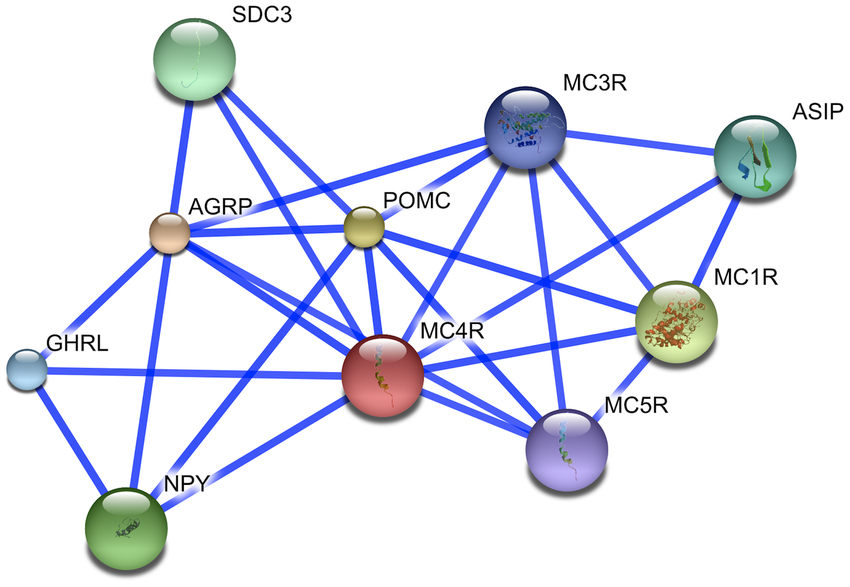 SDC3
MC3R
ASIP
AGRP
POMC
MC1R
MC4R
GHRL
MC5R
NPY